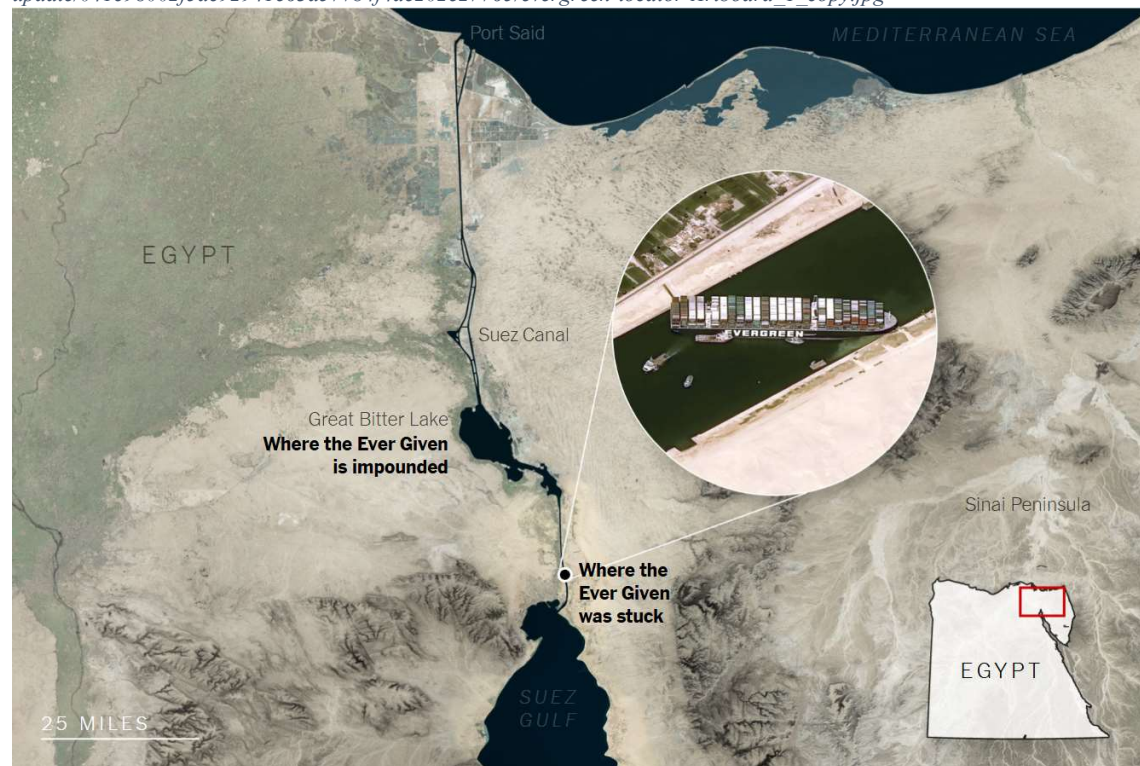 Port Said
MEDITERRANEAN SEA
EGYPT
EVERGREEN
Suez Canal
Great Bitter Lake
Where the Ever Given
is impounded
Sinai Peninsula
Where the
Ever Given
was stuck
EGYPT
SUEZ
GULF
25 MILES